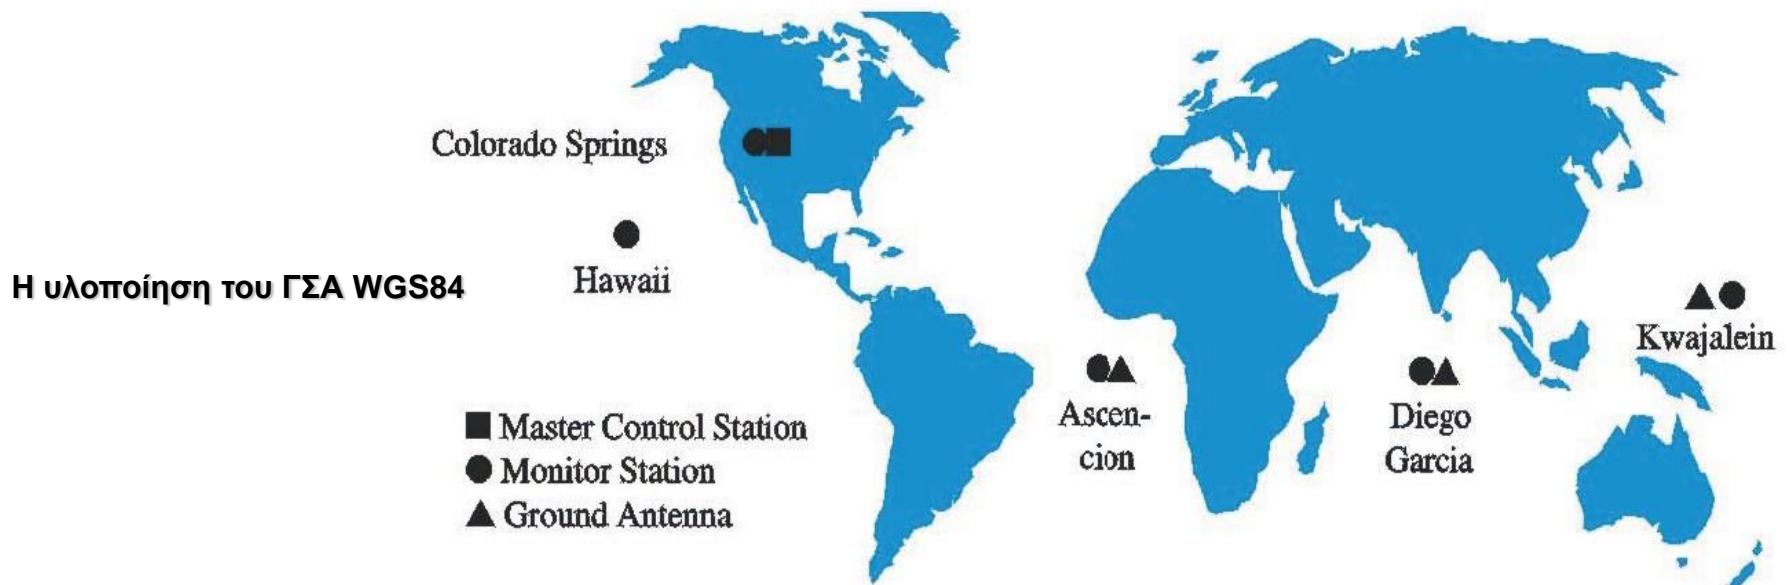 Colorado Springs
Hawaii
Η υλοποίηση του ΓΣΑ WGS84
Kwajalein
Ascen-
cion
Diego
Garcia
Master Control Station
Monitor Station
Ground Antenna